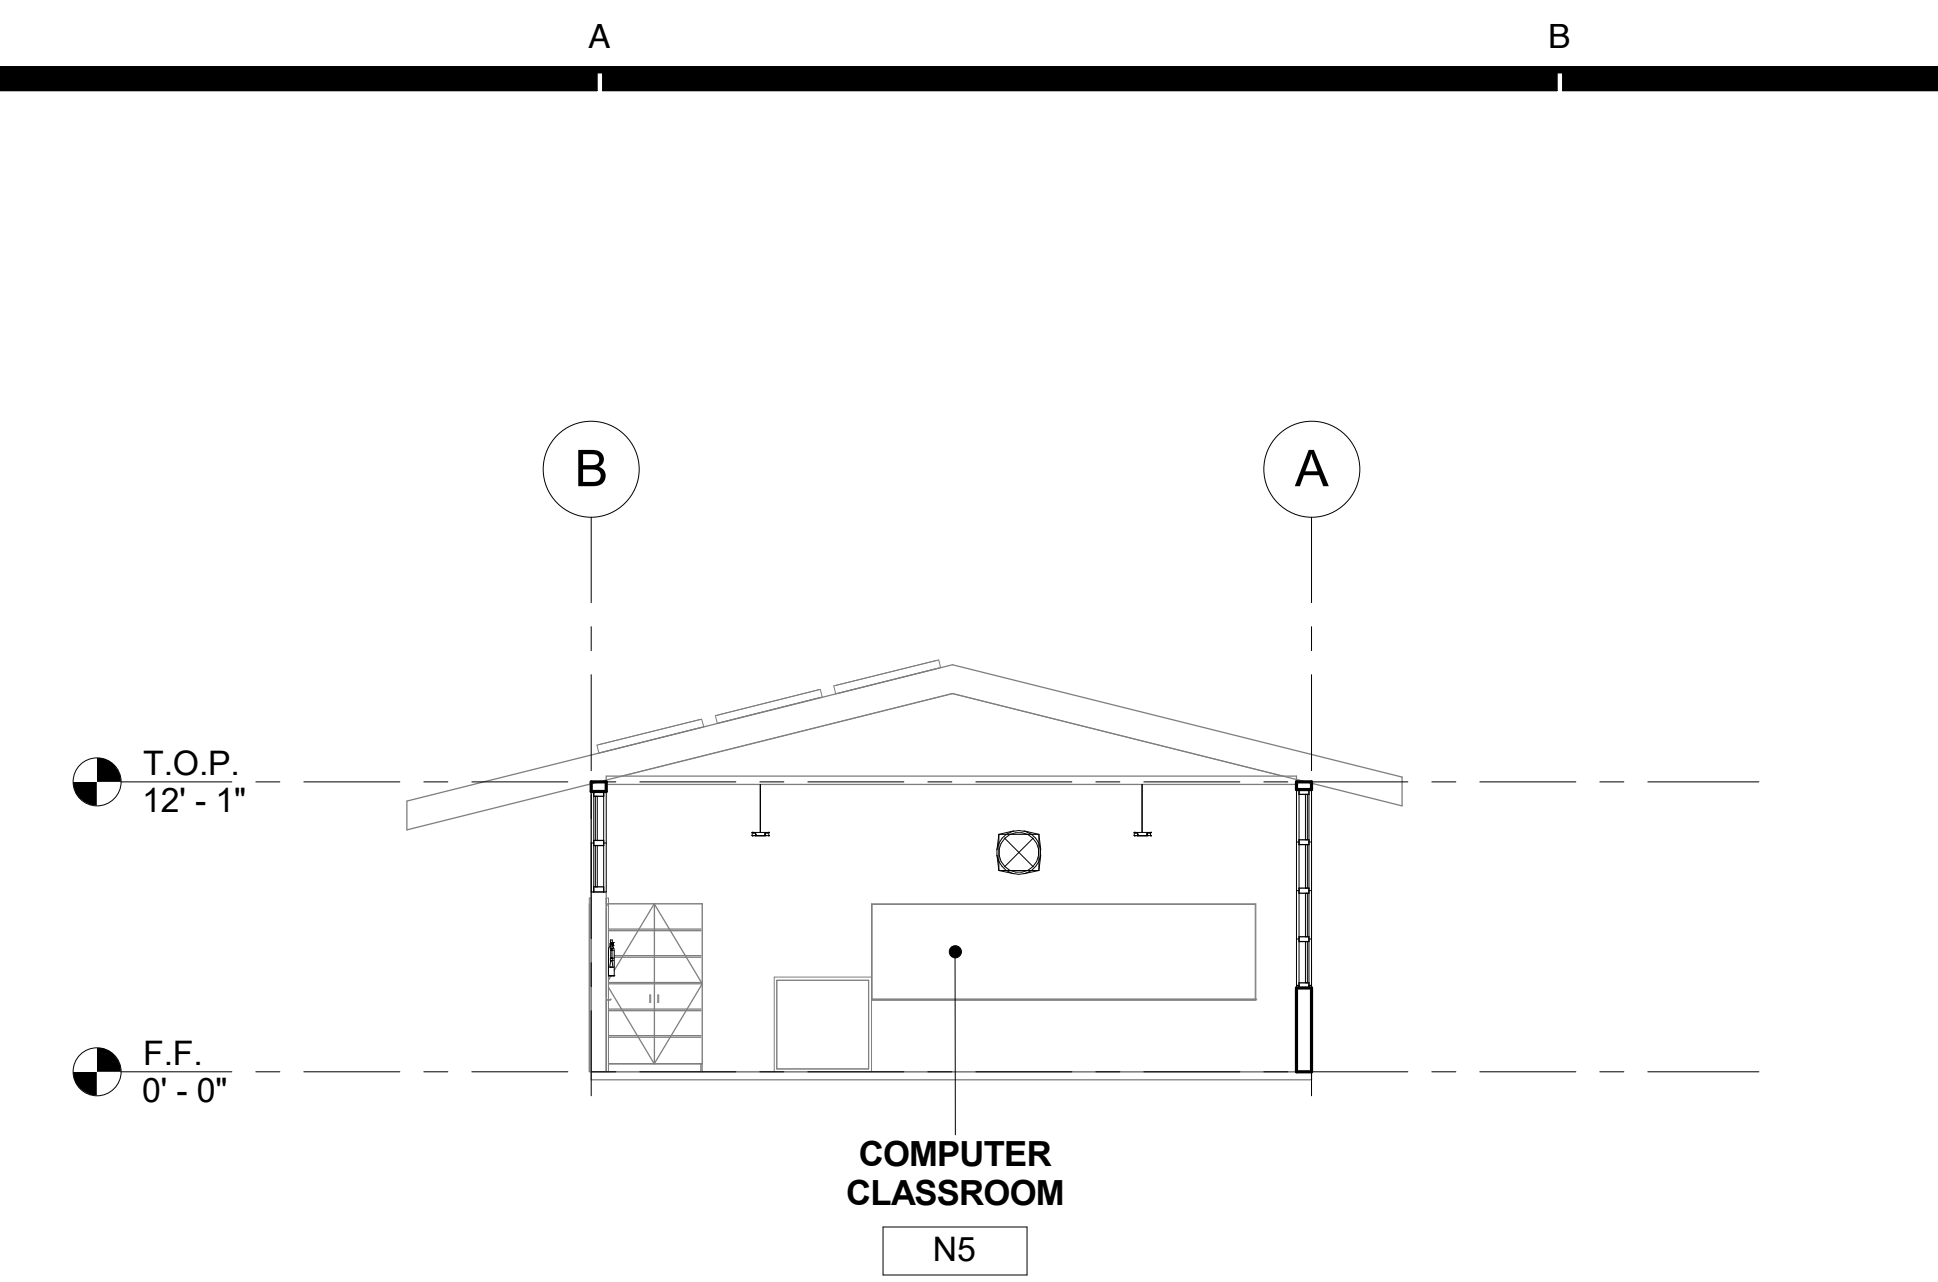 A
B
B
A
T.O.P.
12' - 1"
F.F.
0' - 0"
COMPUTER
CLASSROOM
N5